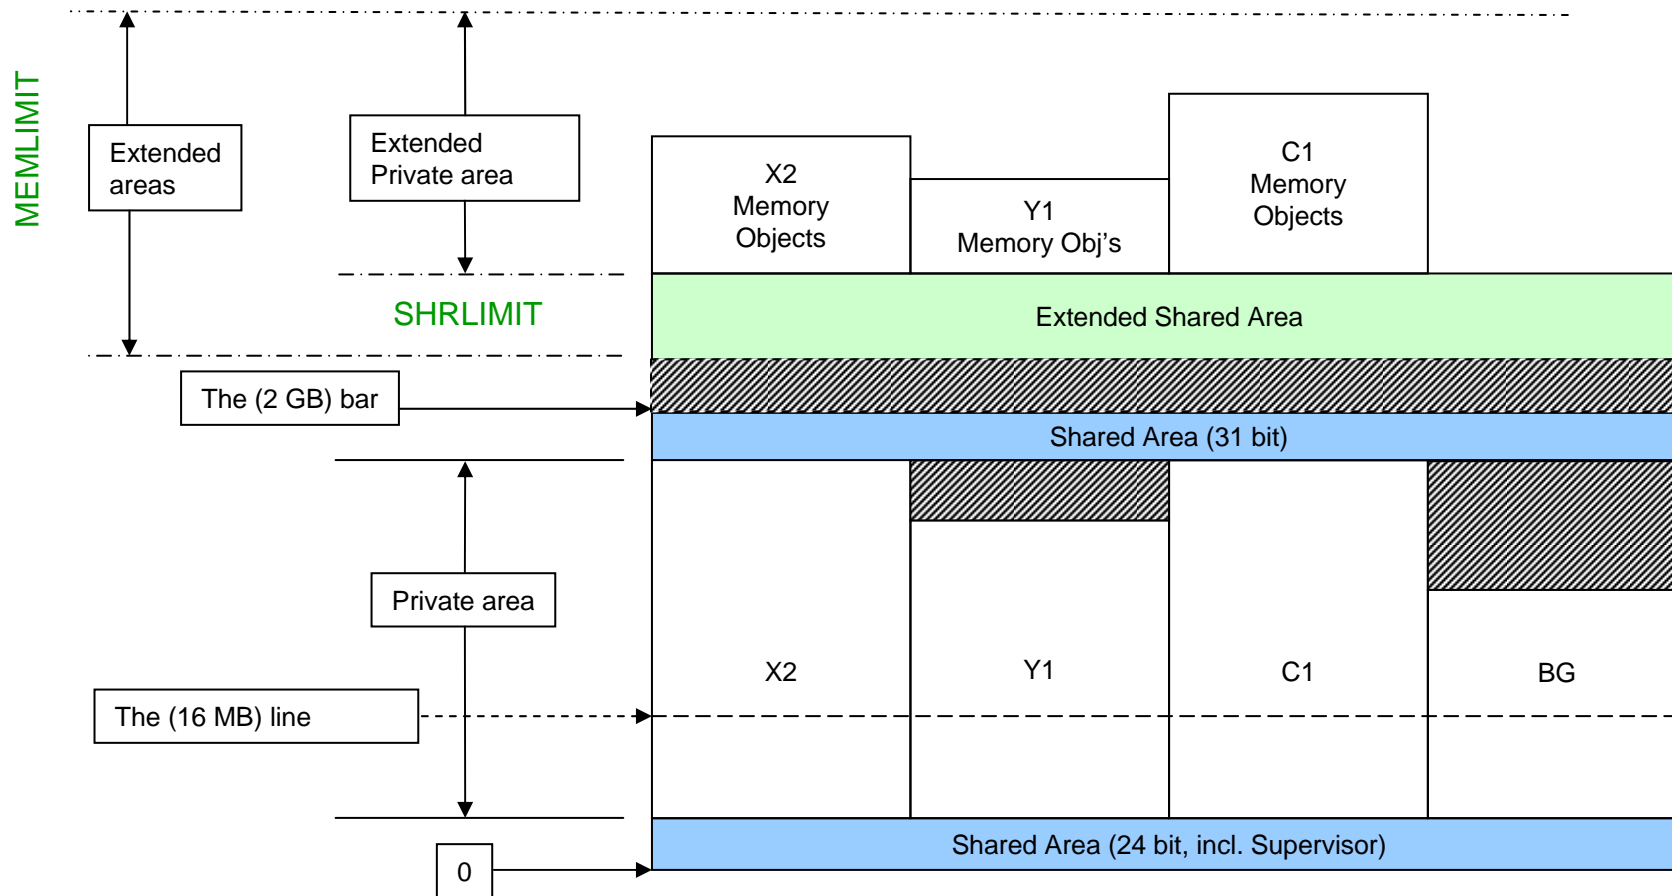 MEMLIMIT
Extended
areas
Extended
Private area
X2
Memory
Objects
Y1
Memory Obj’s
C1
Memory
Objects
SHRLIMIT
Extended Shared Area
The (2 GB) bar
Shared Area (31 bit)
Private area
X2
Y1
C1
BG
The (16 MB) line
Shared Area (24 bit, incl. Supervisor)
0